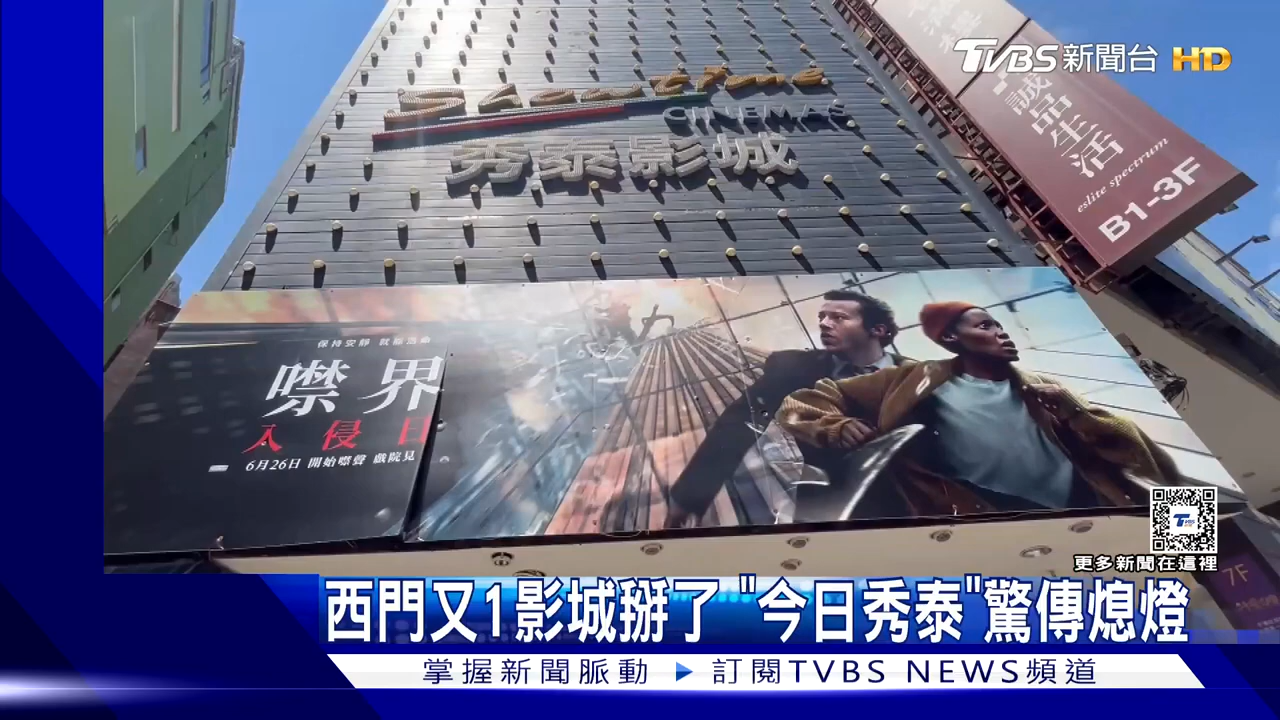 TVBS新聞台 HD
Showtime
CINEMAS
秀泰影城
誠品生活
eslite spectrum
B1-3F
噤界
入侵日
6月26日 開始噤聲 戲院見
TVBS
更多新聞在這裡
7F
西門又1影城掰了 "今日秀泰"驚傳熄燈
掌握新聞脈動 ▶ 訂閱TVBS NEWS頻道